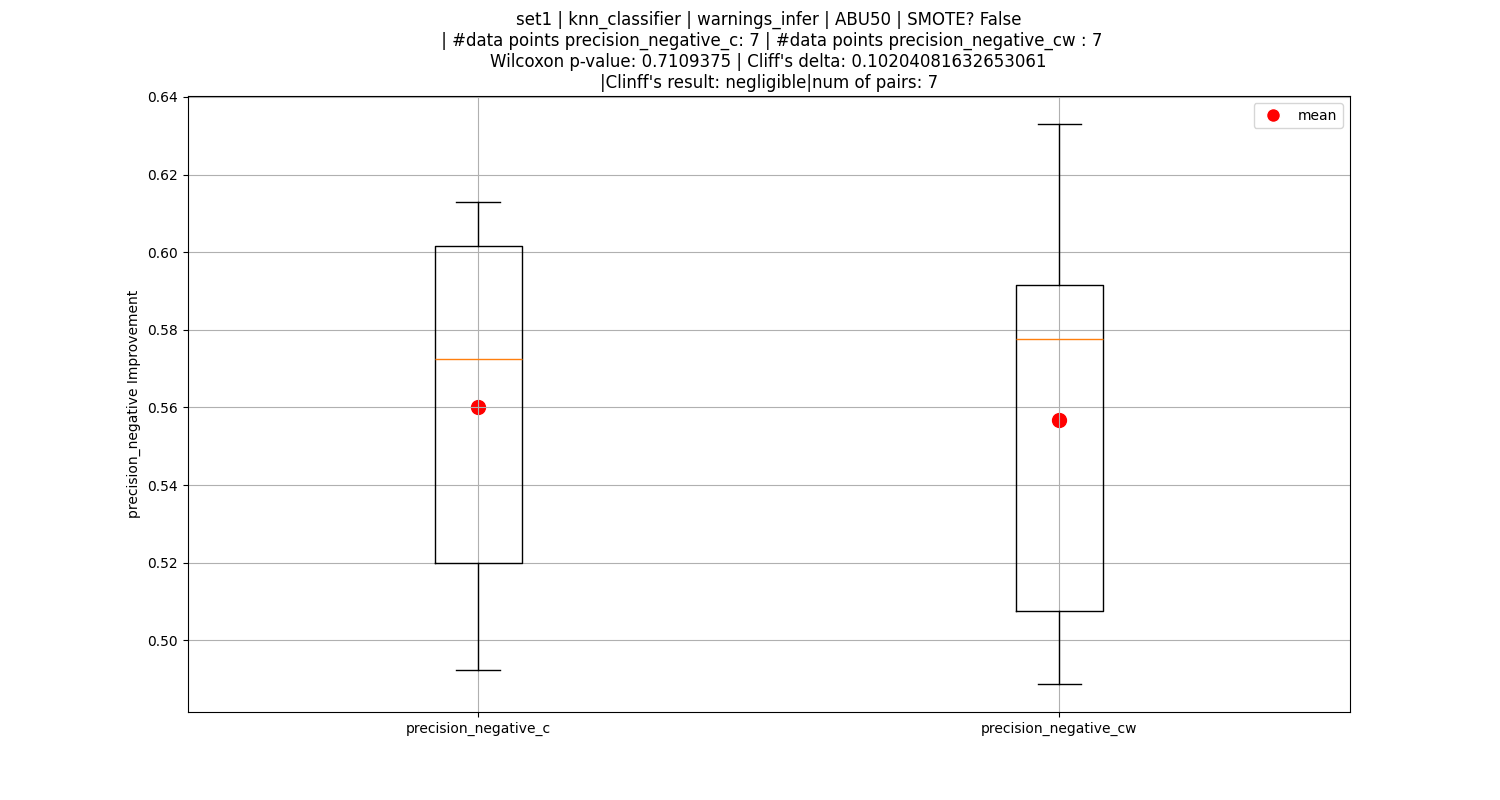 set1 | knn_classifier | warnings_infer | ABU50 | SMOTE? False
| #data points precision_negative_c: 7 | #data points precision_negative_cw : 7
Wilcoxon p-value: 0.7109375 | Cliff's delta: 0.10204081632653061
|Clinff's result: negligible|num of pairs: 7
mean
precision_negative Improvement
0.64
0.62
0.60
0.58
0.56
0.54
0.52
0.50
precision_negative_c
precision_negative_cw